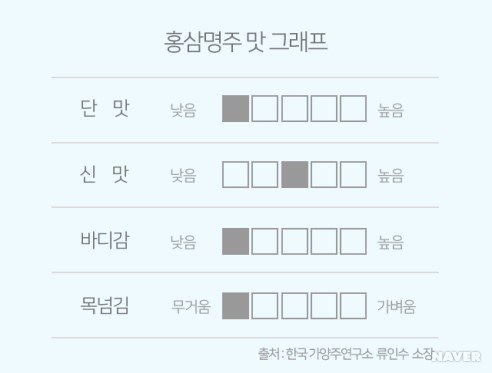 홍삼명주 맛 그래프
단 맛 낮음 높음
신 맛 낮음 높음
바디감 낮음 높음
목넘김 무거움 가벼움
출처 : 한국가양주연구소 류인수 소장
NAVER